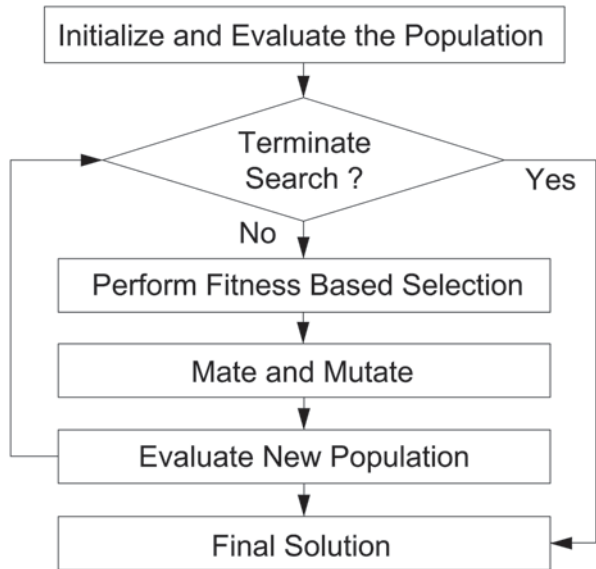 Initialize and Evaluate the Population
Terminate
Search ?
Yes
No
Perform Fitness Based Selection
Mate and Mutate
Evaluate New Population
Final Solution